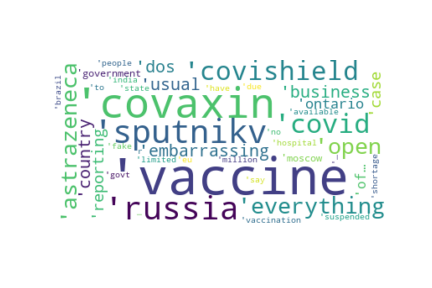 'people
'dos 'covishield
'government
'usual 'business
'india
'to 'state 'have 'due
'brazil
'astrazeneca
'country
'reporting
'covaxin
'ontario
'case
'available
'sputnikv 'covid
'fake 'no 'hospital 'open
'embarrassing
'limited 'eu 'million 'moscow
'vaccine 'of…
'govt 'say
'shortage
'russia 'everything
'vaccination 'suspended